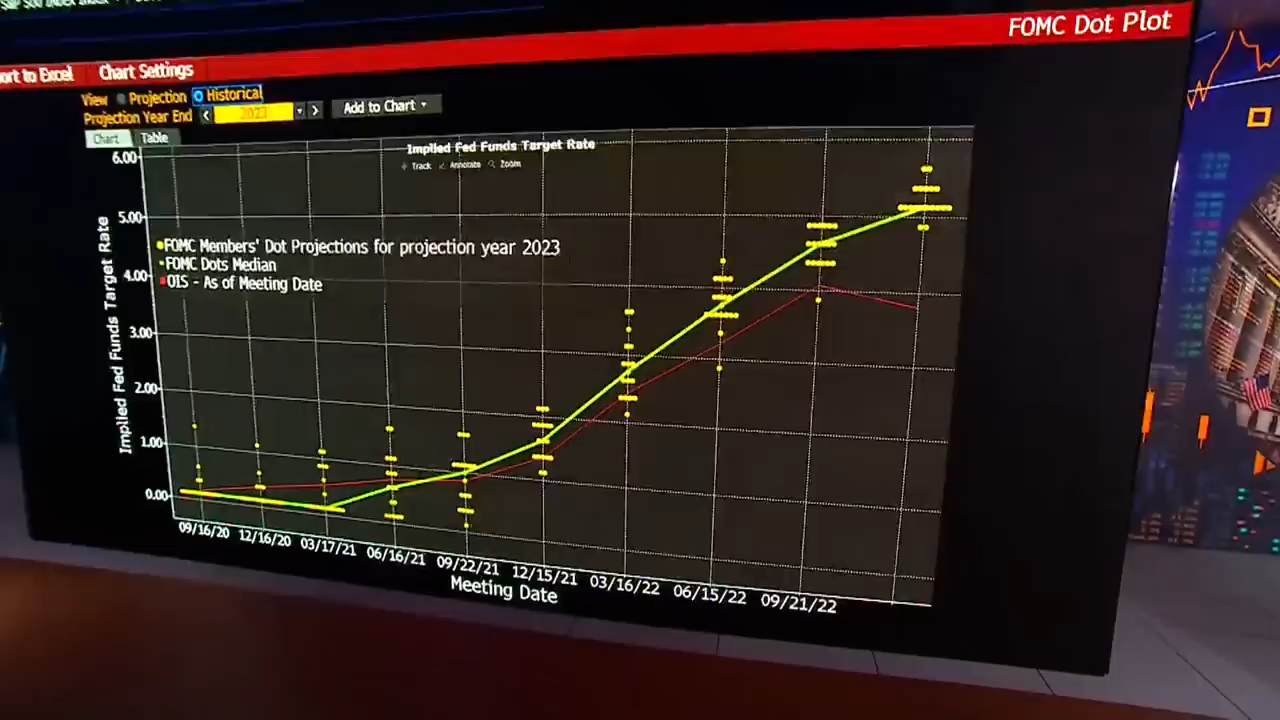 FOMC Dot Plot
ort to Excel Chart Settings
View Projection Historical
Projection Year End < 2023 > Add to Chart
Chart Table
Implied Fed Funds Target Rate
Track Annotate Zoom
6.00
5.00
4.00
3.00
2.00
1.00
0.00
Implied Fed Funds Target Rate
FOMC Members' Dot Projections for projection year 2023
FOMC Dots Median
OIS - As of Meeting Date
09/16/20 12/16/20 03/17/21 06/16/21 09/22/21 12/15/21 03/16/22 06/15/22 09/21/22
Meeting Date